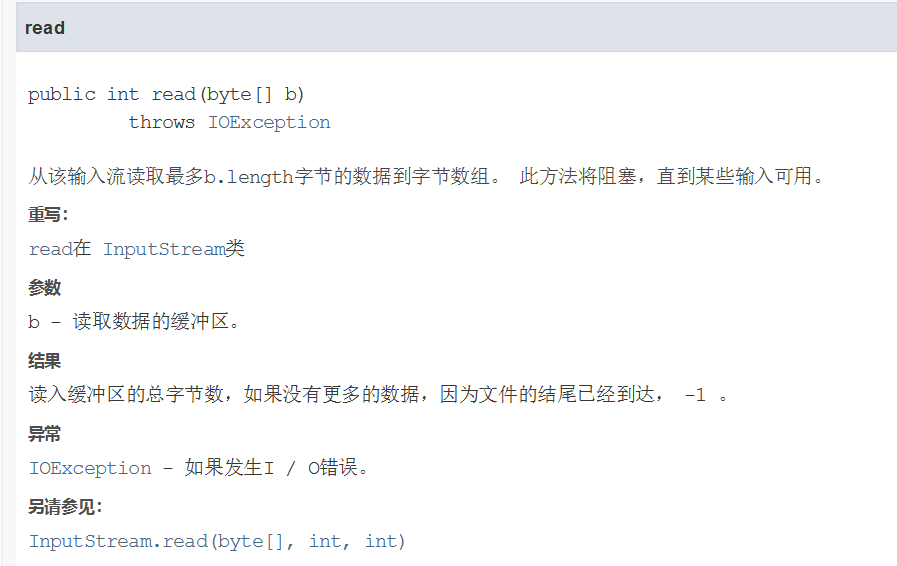 read
public int read(byte[] b)
throws IOException
从该输入流读取最多b.length字节的数据到字节数组。 此方法将阻塞，直到某些输入可用。
重写：
read在 InputStream类
参数
b - 读取数据的缓冲区。
结果
读入缓冲区的总字节数，如果没有更多的数据，因为文件的结尾已经到达， -1 。
异常
IOException - 如果发生I / O错误。
另请参见：
InputStream.read(byte[], int, int)